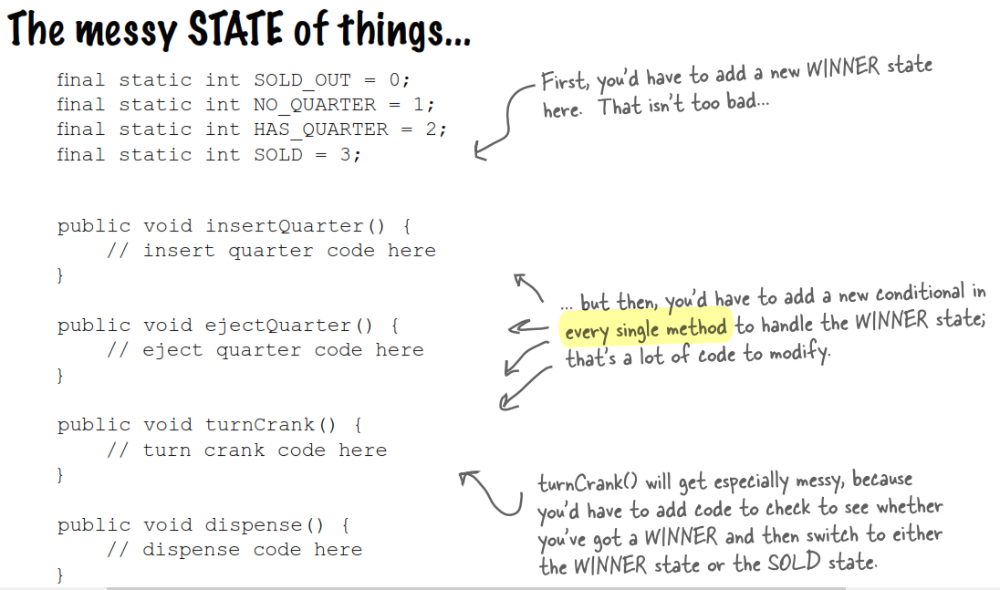 The messy STATE of things...
final static int SOLD_OUT = 0;
final static int NO_QUARTER = 1;
final static int HAS_QUARTER = 2;
final static int SOLD = 3;
First, you'd have to add a new WINNER state
here. That isn't too bad...
public void insertQuarter() {
// insert quarter code here
}
public void ejectQuarter() {
// eject quarter code here
}
... but then, you'd have to add a new conditional in
every single method to handle the WINNER state;
that's a lot of code to modify.
public void turnCrank() {
// turn crank code here
}
public void dispense() {
// dispense code here
}
turnCrank() will get especially messy, because
you'd have to add code to check to see whether
you've got a WINNER and then switch to either
the WINNER state or the SOLD state.